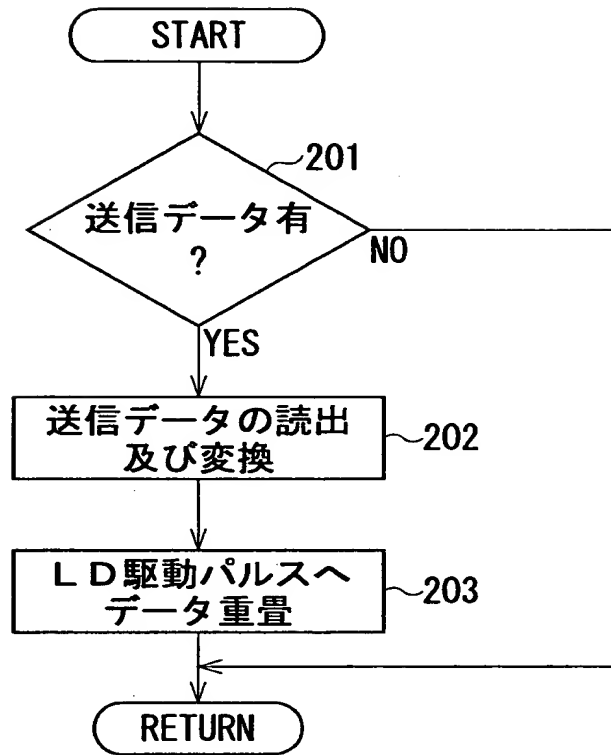 START
201
送信データ有
?
NO
YES
送信データの読出
及び変換
202
LD駆動パルスへ
データ重畳
203
RETURN